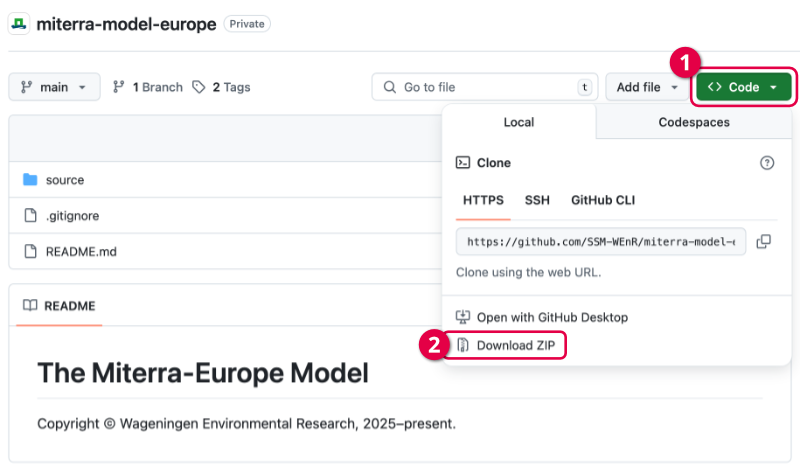 miterra-model-europe Private
1
main 1 Branch 2 Tags Go to file t Add file <> Code
Local Codespaces
Clone ?
source
HTTPS SSH GitHub CLI
.gitignore
https://github.com/SSM-WEnR/miterra-model-e
README.md
Clone using the web URL.
README
Open with GitHub Desktop
2 Download ZIP
The Miterra-Europe Model
Copyright © Wageningen Environmental Research, 2025–present.